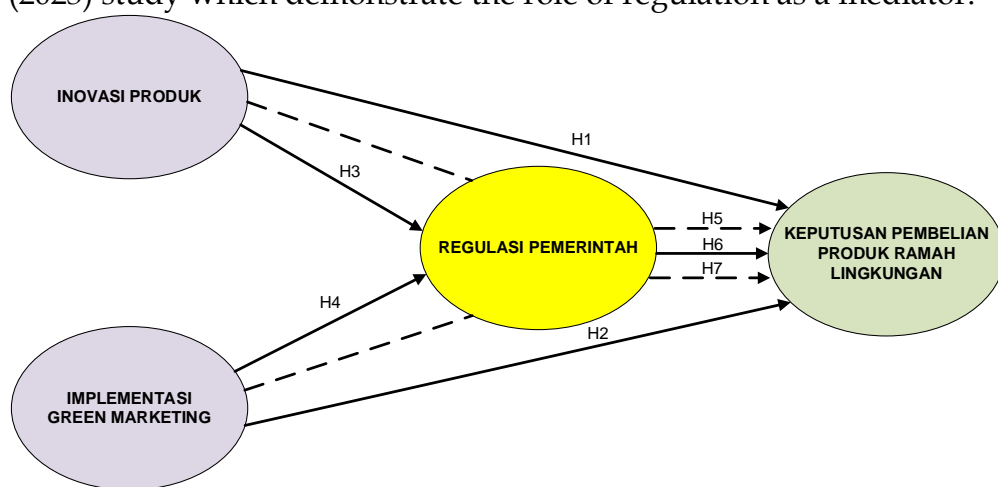 (2023) study which demonstrate the role of regulation as a mediator.
INOVASI PRODUK
H1
H3
H5
REGULASI PEMERINTAH
H6
KEPUTUSAN PEMBELIAN
PRODUK RAMAH
LINGKUNGAN
H7
H4
H2
IMPLEMENTASI
GREEN MARKETING